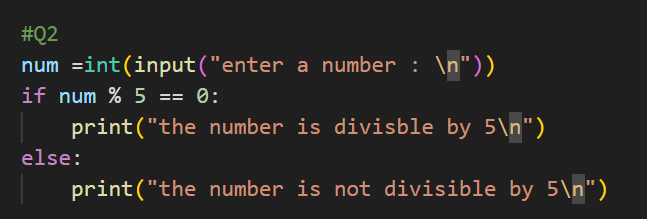 #Q2
num =int(input("enter a number : \n"))
if num % 5 == 0:
    print("the number is divisble by 5\n")
else:
    print("the number is not divisible by 5\n")